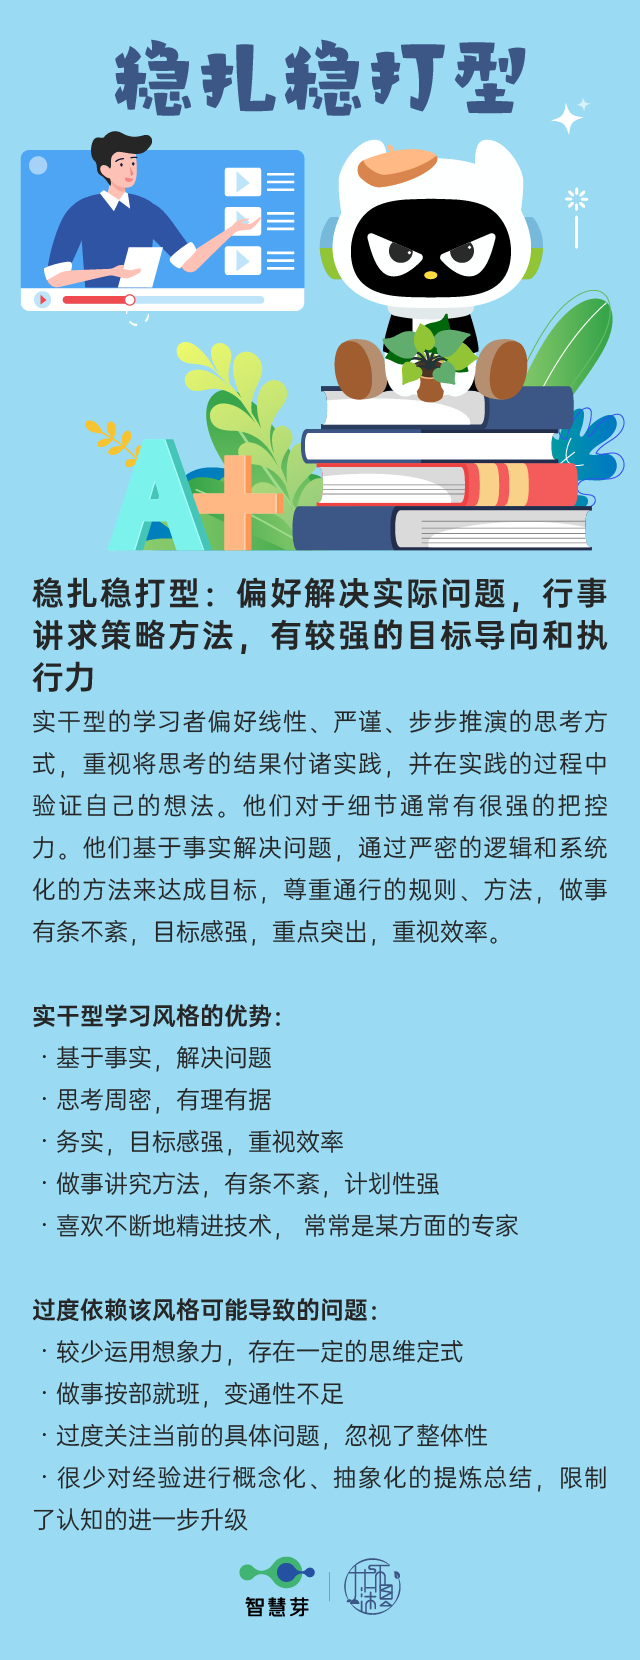 稳扎稳打型
A+
稳扎稳打型：偏好解决实际问题，行事
讲求策略方法，有较强的目标导向和执
行力
实干型的学习者偏好线性、严谨、步步推演的思考方
式，重视将思考的结果付诸实践，并在实践的过程中
验证自己的想法。他们对于细节通常有很强的把控
力。他们基于事实解决问题，通过严密的逻辑和系统
化的方法来达成目标，尊重通行的规则、方法，做事
有条不紊，目标感强，重点突出，重视效率。
实干型学习风格的优势：
·基于事实，解决问题
·思考周密，有理有据
·务实，目标感强，重视效率
·做事讲究方法，有条不紊，计划性强
·喜欢不断地精进技术， 常常是某方面的专家
过度依赖该风格可能导致的问题：
·较少运用想象力，存在一定的思维定式
·做事按部就班，变通性不足
·过度关注当前的具体问题，忽视了整体性
·很少对经验进行概念化、抽象化的提炼总结，限制
了认知的进一步升级
智慧芽